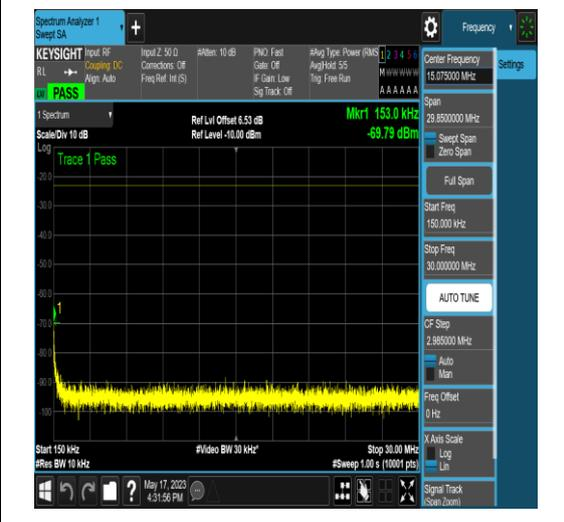 Spectrum Analyzer 1
Swept SA
+
Frequency
KEYSIGHT
RL
Input: RF
Coupling: DC
Align: Auto
Input Z: 50 Ω
Corrections: Off
Freq Ref: Int (S)
#Atten: 10 dB
PNO: Fast
Gate: Off
IF Gain: Low
Sig Track: Off
#Avg Type: Power (RMS
Avg|Hold: 5/5
Trig: Free Run
1 2 3 4 5 6
M W W W W W
A A A A A A
PASS
1 Spectrum
Scale/Div 10 dB
Ref Lvl Offset 6.53 dB
Ref Level -10.00 dBm
Mkr1 153.0 kHz
-69.79 dBm
Log
Trace 1 Pass
-20.0
-30.0
-40.0
-50.0
-60.0
-70.0
-80.0
-90.0
-100
1
Start 150 kHz
#Res BW 10 kHz
#Video BW 30 kHz*
Stop 30.00 MHz
#Sweep 1.00 s (10001 pts)
May 17, 2023
4:31:56 PM
Center Frequency
15.075000 MHz
Settings
Span
29.8500000 MHz
Swept Span
Zero Span
Full Span
Start Freq
150.000 kHz
Stop Freq
30.000000 MHz
AUTO TUNE
CF Step
2.985000 MHz
Auto
Man
Freq Offset
0 Hz
X Axis Scale
Log
Lin
Signal Track
(Span Zoom)